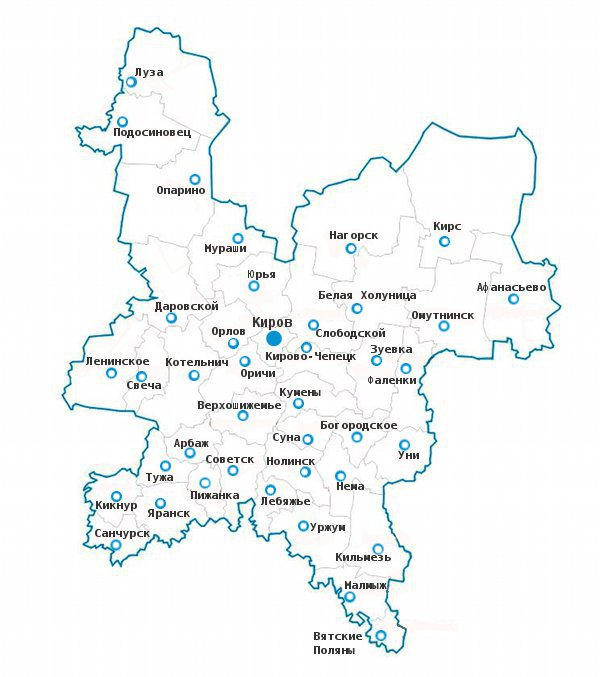 Луза
Подосиновец
Опарино
Мураши
Нагорск
Кирс
Юрья
Афанасьево
Белая Холуница
Даровской
Омутнинск
Киров
Орлов
Слободской
Зуевка
Кирово-Чепецк
Ленинское
Котельнич
Оричи
Свеча
Фаленки
Кумены
Верхошижемье
Богородское
Суна
Арбаж
Уни
Советск
Нолинск
Тужа
Пижанка
Нема
Лебяжье
Кикнур
Яранск
Уржум
Санчурск
Кильмезь
Малмыж
Вятские
Поляны